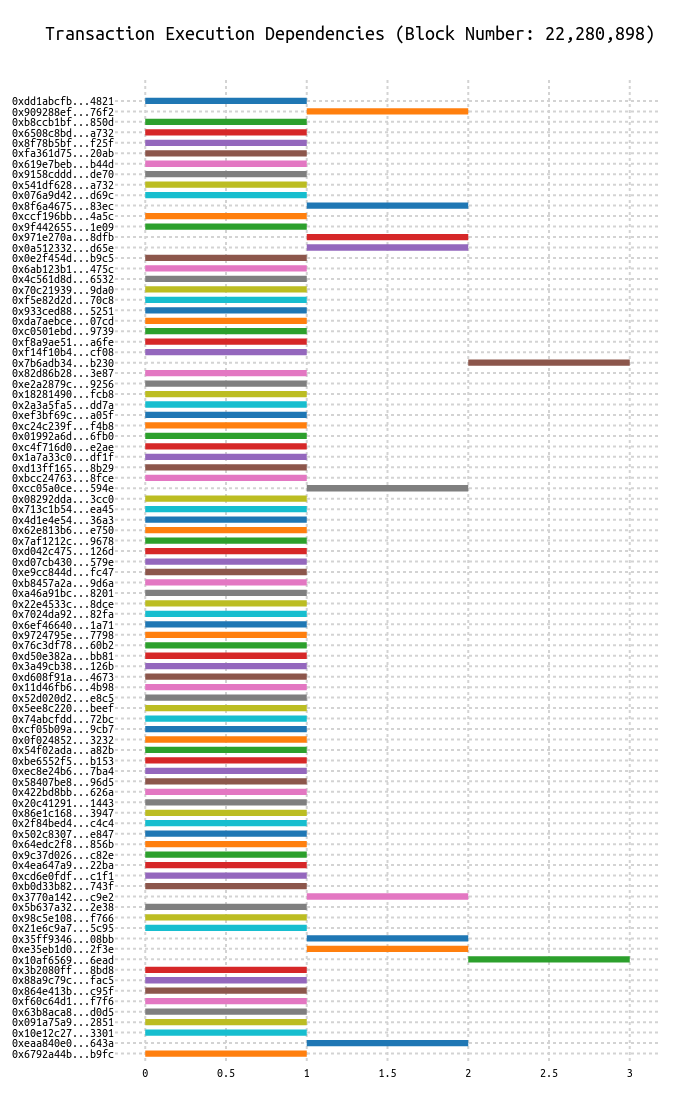 Transaction Execution Dependencies (Block Number: 22,280,898)
0xdd1abcfb...4821
0x909288ef...76f2
0xb8ccb1bf...850d
0x6508c8bd...a732
0x8f78b5bf...f25f
0xfa361d75...20ab
0x619e7beb...b44d
0x9158cddd...de70
0x541df628...a732
0x076a9d42...d69c
0x8f6a4675...83ec
0xccf196bb...4a5c
0x9f442655...1e09
0x971e270a...8dfb
0x0a512332...d65e
0x0e2f454d...b9c5
0x6ab123b1...475c
0x4c561d8d...6532
0x70c21939...9da0
0xf5e82d2d...70c8
0x933ced88...5251
0xda7aebce...07cd
0xc0501ebd...9739
0xf8a9ae51...a6fe
0xf14f10b4...cf08
0x7b6adb34...b230
0x82d86b28...3e87
0xe2a2879c...9256
0x18281490...fcb8
0x2a3a5fa5...dd7a
0xef3bf69c...a05f
0xc24c239f...f4b8
0x01992a6d...6fb0
0xc4f716d0...e2ae
0x1a7a33c0...df1f
0xd13ff165...8b29
0xbcc24763...8fce
0xcc05a0ce...594e
0x08292dda...3cc0
0x713c1b54...ea45
0x4d1e4e54...36a3
0x62e813b6...e750
0x7af1212c...9678
0xd042c475...126d
0xd07cb430...579e
0xe9cc844d...fc47
0xb8457a2a...9d6a
0xa46a91bc...8201
0x22e4533c...8dce
0x7024da92...82fa
0x6ef46640...1a71
0x9724795e...7798
0x76c3df78...60b2
0xd50e382a...bb81
0x3a49cb38...126b
0xd608f91a...4673
0x11d46fb6...4b98
0x52d020d2...e8c5
0x5ee8c220...beef
0x74abcfdd...72bc
0xcf05b09a...9cb7
0x0f024852...3232
0x54f02ada...a82b
0xbe6552f5...b153
0xec8e24b6...7ba4
0x58407be8...96d5
0x422bd8bb...626a
0x20c41291...1443
0x86e1c168...3947
0x2f84bed4...c4c4
0x502c8307...e847
0x64edc2f8...856b
0x9c37d026...c82e
0x4ea647a9...22ba
0xcd6e0fdf...c1f1
0xb0d33b82...743f
0x3770a142...c9e2
0x5b637a32...2e38
0x98c5e108...f766
0x21e6c9a7...5c95
0x35ff9346...08bb
0xe35eb1d0...2f3e
0x10af6569...6ead
0x3b2080ff...8bd8
0x88a9c79c...fac5
0x864e413b...c95f
0xf60c64d1...f7f6
0x63b8aca8...d0d5
0x091a75a9...2851
0x10e12c27...3301
0xeaa840e0...643a
0x6792a44b...b9fc
0 0.5 1 1.5 2 2.5 3